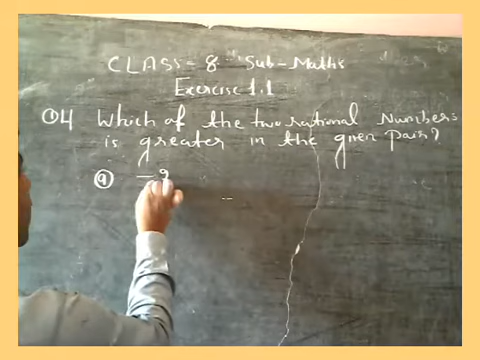 CLASS - 8 Sub - Maths
Exercise 1.1
Q4 Which of the two rational Numbers
is greater in the given pair?
(a) -